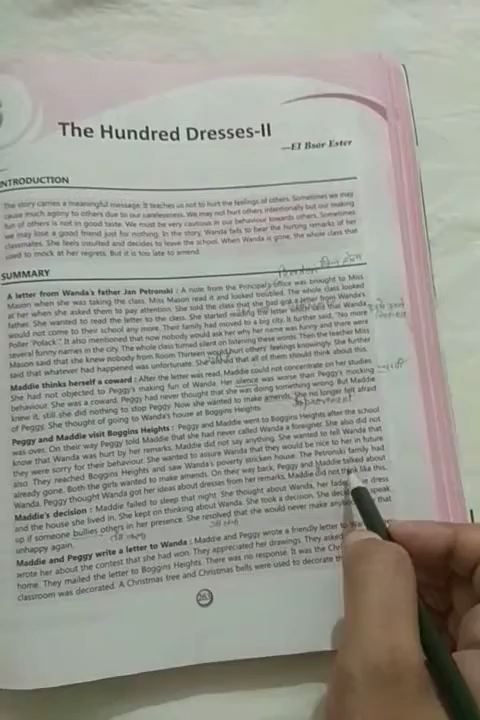 The Hundred Dresses-II
—El Bsor Ester
NTRODUCTION
The story carries a meaningful message. It teaches us not to hurt the feelings of others. Sometimes we may
cause much agony to others due to our carelessness. We may not hurt others intentionally but our making
fun of others is not in good taste. We must be very cautious in our behaviour towards others. Sometimes
we may lose a good friend just for nothing. In the story, Wanda fails to bear the hurting remarks of her
classmates. She feels insulted and decides to leave the school. When Wanda is gone, the whole class that
used to mock at her regrets. But it is too late to amend.
SUMMARY
A letter from Wanda's father Jan Petronski : A note from the Principal's office was brought to Miss
Mason when she was taking the class. Miss Mason read it and looked troubled. The whole class looked
at her when she asked them to pay attention. She told the class that she had got a letter from Wanda's
father. She wanted to read the letter to the class. She started reading the letter which said that Wanda
would not come to their school any more. Their family had moved to a big city. It further said, "No more
Poller 'Polack.' It also mentioned that now nobody would ask her why her name was funny and there were
several funny names in the city. The whole class turned silent on listening these words. Then the teacher Miss
Mason said that she knew nobody from Room Thirteen would hurt others' feelings knowingly. She further
said that whatever had happened was unfortunate. She wished that all of them should think about this.
Maddie thinks herself a coward : After the letter was read, Maddie could not concentrate on her studies
She had not objected to Peggy's making fun of Wanda. Her silence was worse than Peggy's mocking
behaviour. She was a coward. Peggy had never thought that she was doing something wrong. But Maddie
knew it, still she did nothing to stop Peggy. Now she wanted to make amends. She no longer felt afraid
of Peggy. She thought of going to Wanda's house at Boggins Heights.
Peggy and Maddie visit Boggins Heights : Peggy and Maddie went to Boggins Heights after the school
was over. On their way Peggy told Maddie that she had never called Wanda a foreigner. She also did not
know that Wanda was hurt by her remarks. Maddie did not say anything. She wanted to tell Wanda that
they were sorry for their behaviour. She wanted to assure Wanda that they would be nice to her in future
also. They reached Boggins Heights and saw Wanda's poverty stricken house. The Petronski family had
already gone. Both the girls wanted to make amends. On their way back, Peggy and Maddie talked about
Wanda. Peggy thought Wanda got her ideas about dresses from her remarks. Maddie did not think like this.
Maddie's decision : Maddie failed to sleep that night. She thought about Wanda, her faded dress
and the house she lived in. She kept on thinking about Wanda. She took a decision. She speak
up if someone bullies others in her presence. She resolved that she would never make that
unhappy again.
Maddie and Peggy write a letter to Wanda : Maddie and Peggy wrote a friendly letter to
wrote her about the contest that she had won. They appreciated her drawings. They asked
home. They mailed the letter to Boggins Heights. There was no response. It was the
classroom was decorated. A Christmas tree and Christmas bells were used to decorate